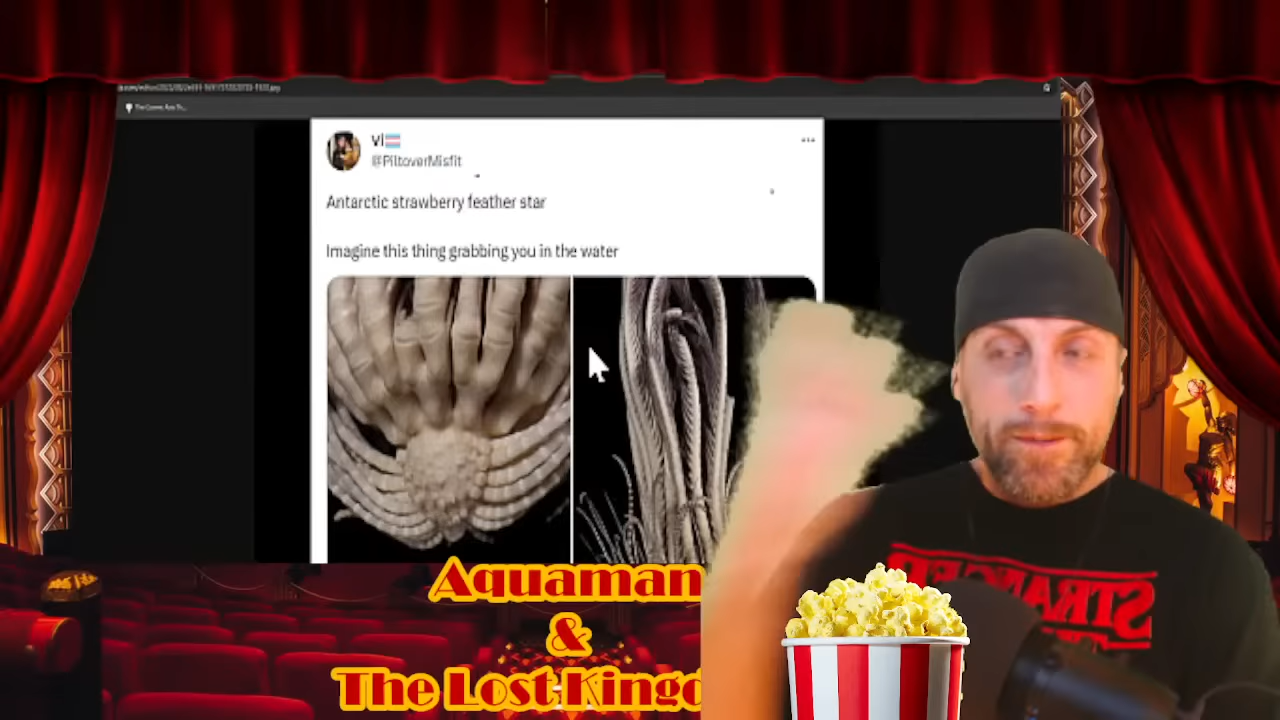 vi
@PiltoverMisfit
Antarctic strawberry feather star
Imagine this thing grabbing you in the water
Aquaman
&
The Lost Kingd